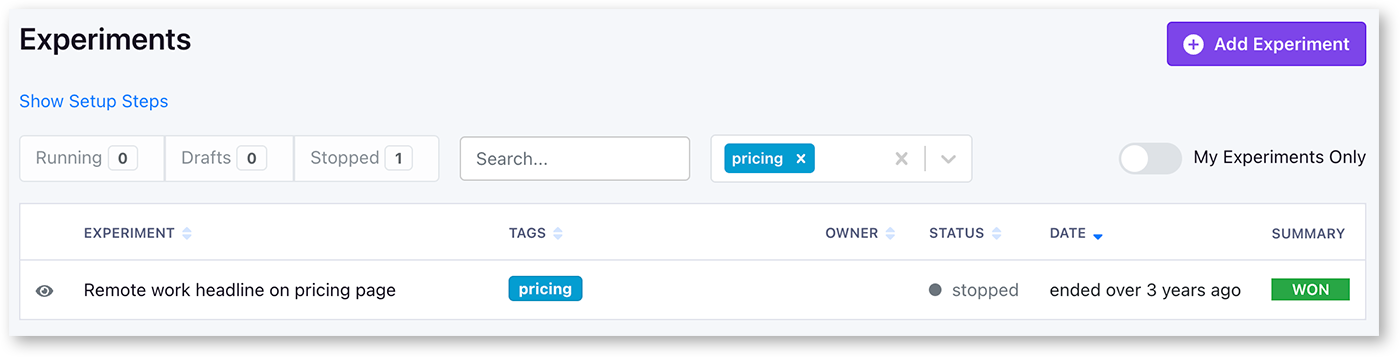 Experiments
Add Experiment
Show Setup Steps
Running 0 Drafts 0 Stopped 1 Search... pricing × My Experiments Only
EXPERIMENT TAGS OWNER STATUS DATE SUMMARY
Remote work headline on pricing page pricing stopped ended over 3 years ago WON